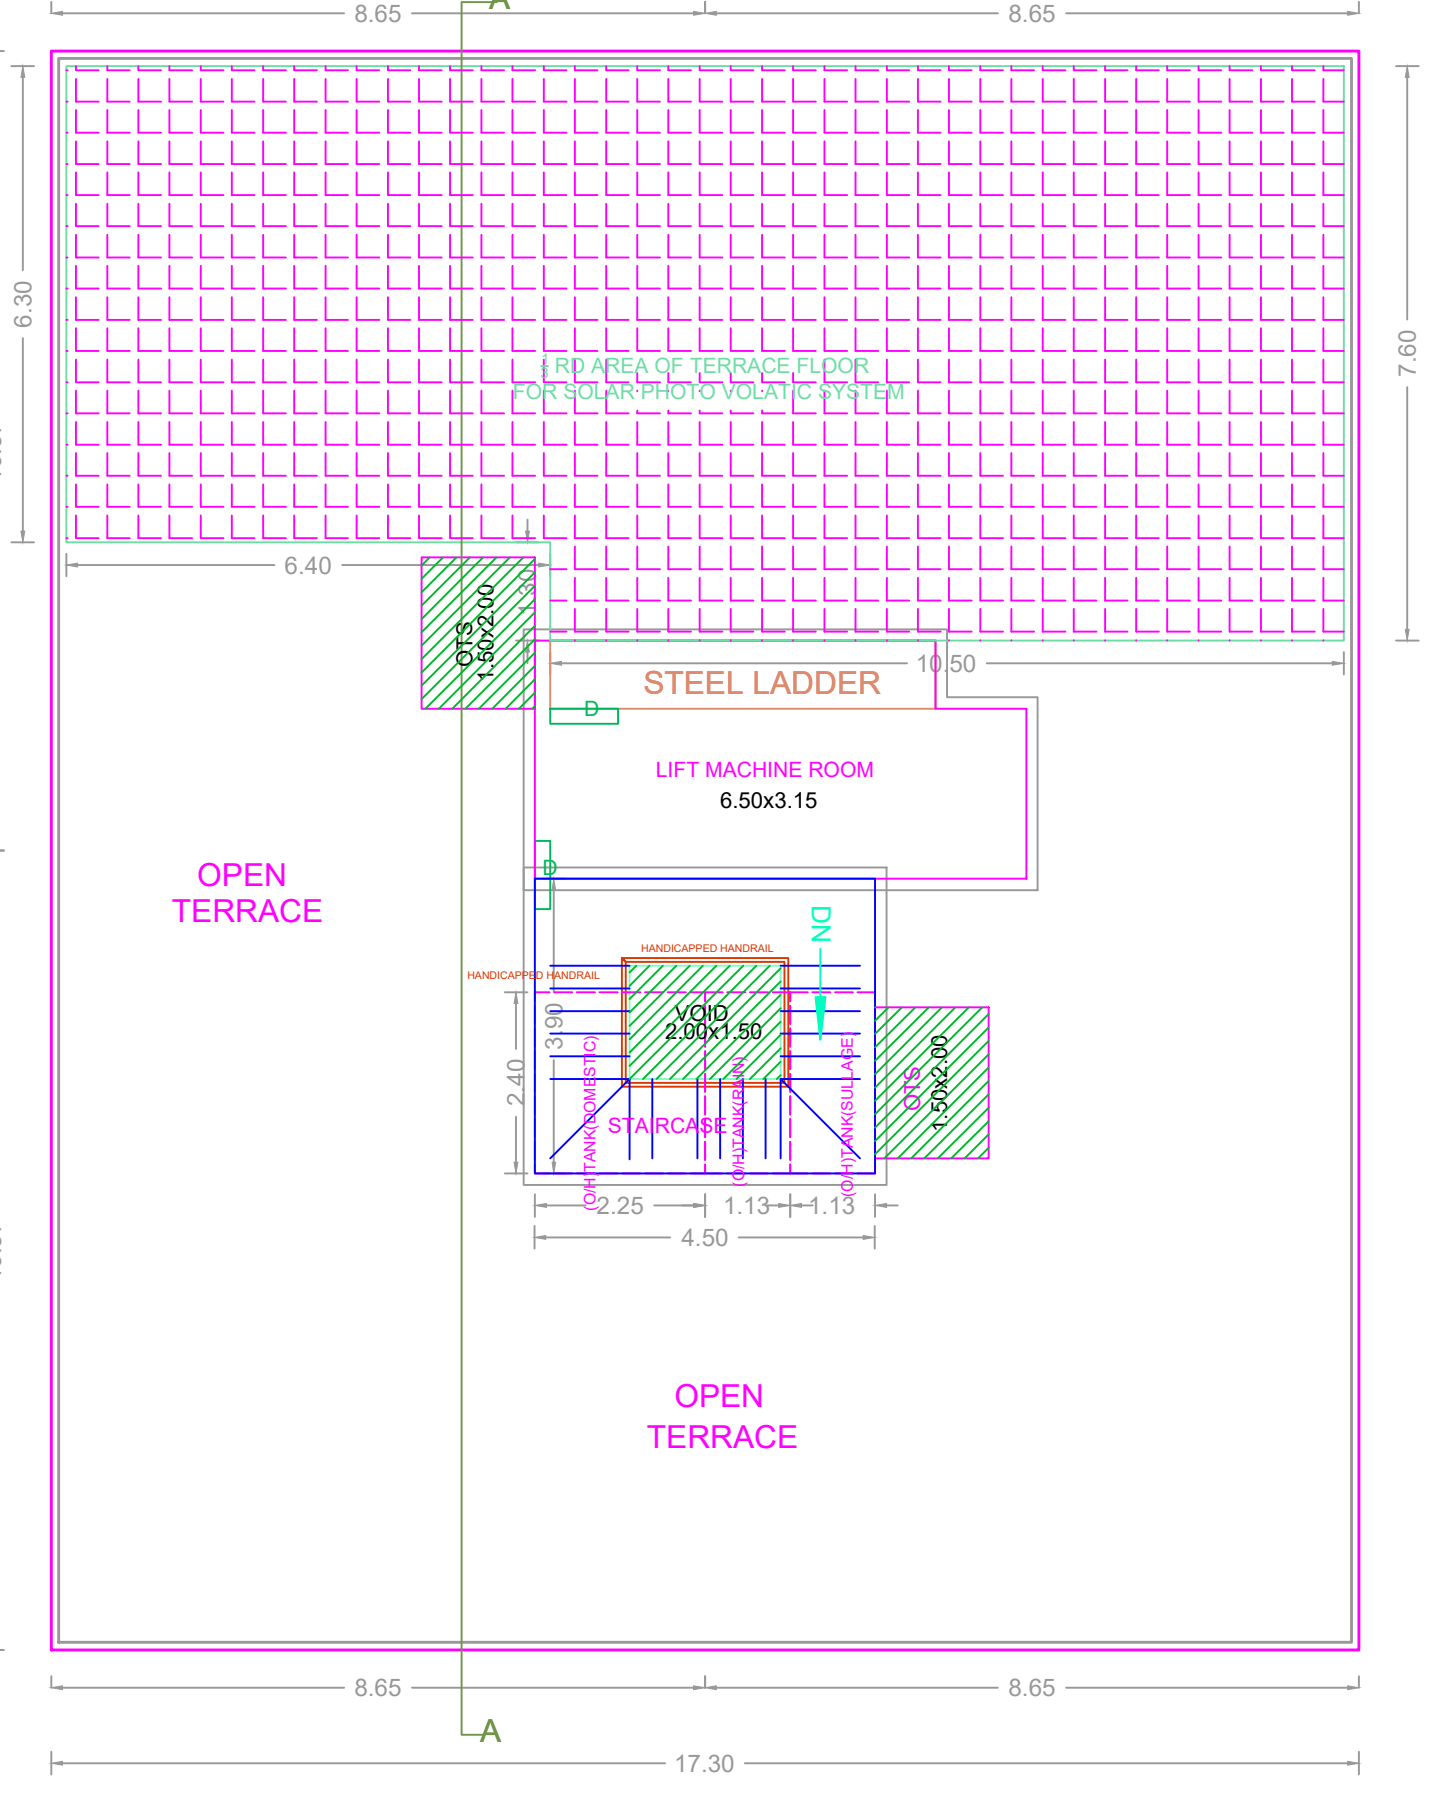 8.65
8.65
A
6.30
7.60
1/3 RD AREA OF TERRACE FLOOR
FOR SOLAR PHOTO VOLATIC SYSTEM
6.40
1.30
OTS
1.50x2.00
10.50
STEEL LADDER
D
LIFT MACHINE ROOM
6.50x3.15
D
OPEN
TERRACE
DN
HANDICAPPED HANDRAIL
HANDICAPPED HANDRAIL
VOID
2.00x1.50
3.90
2.40
(O/H)TANK(DOMESTIC)
(O/H)TANK(RAIN)
(O/H)TANK(SULLAGE)
STAIRCASE
OTS
1.50x2.00
2.25
1.13
1.13
4.50
OPEN
TERRACE
8.65
8.65
A
17.30